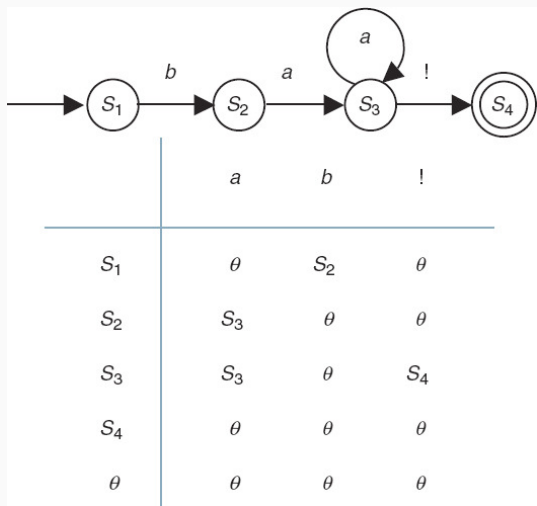 a
b a !
S₁ S₂ S₃ S₄
a b !
S₁ θ S₂ θ
S₂ S₃ θ θ
S₃ S₃ θ S₄
S₄ θ θ θ
θ θ θ θ